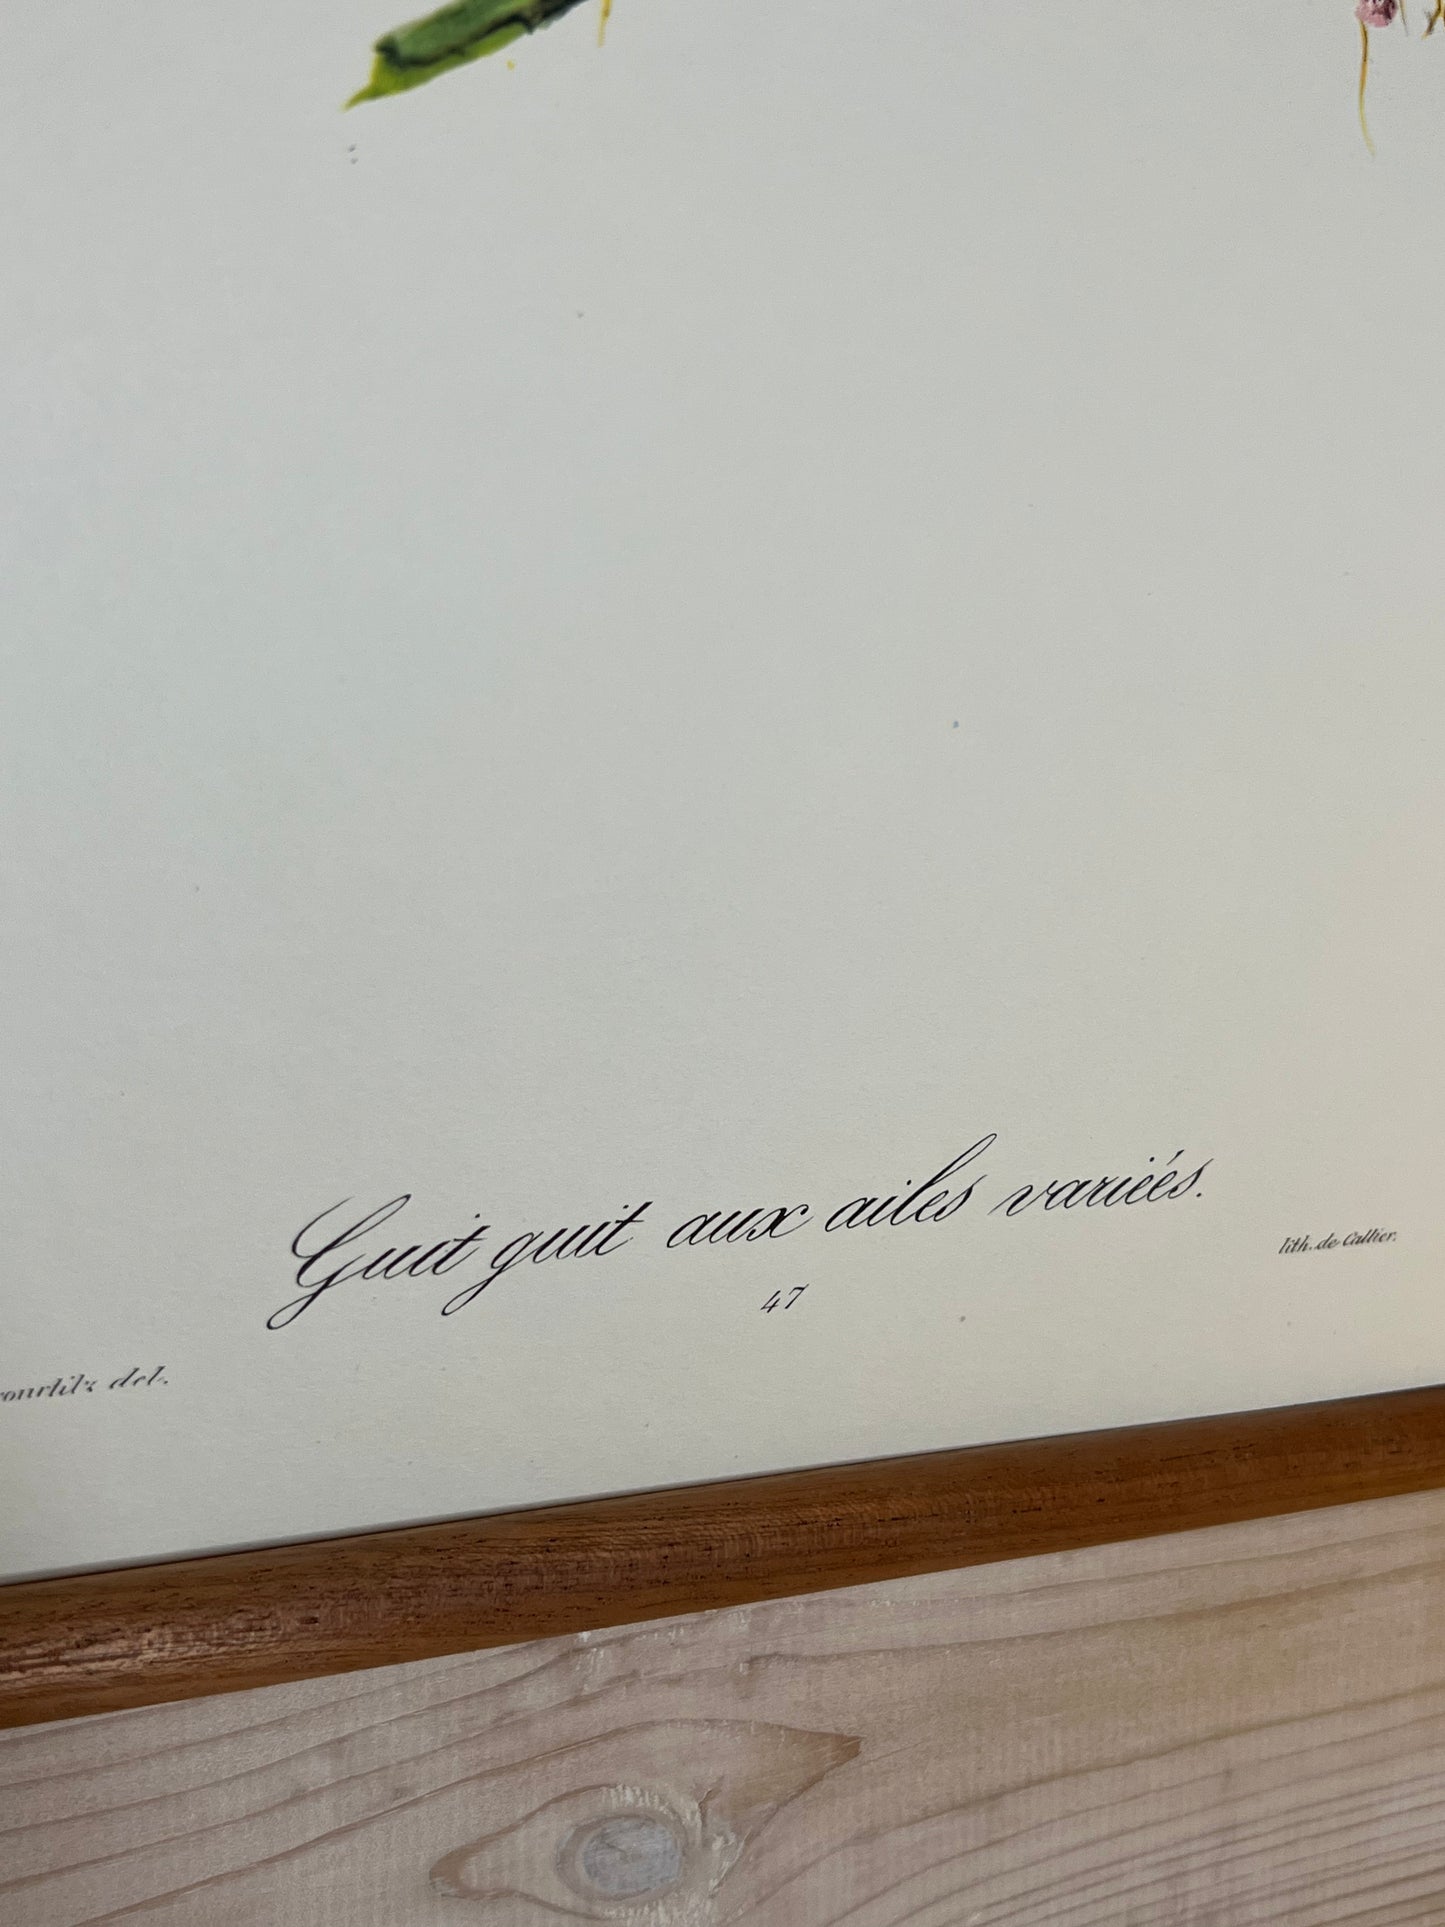 Guit guit aux ailes variées.
lith. de Callier.
47
del.